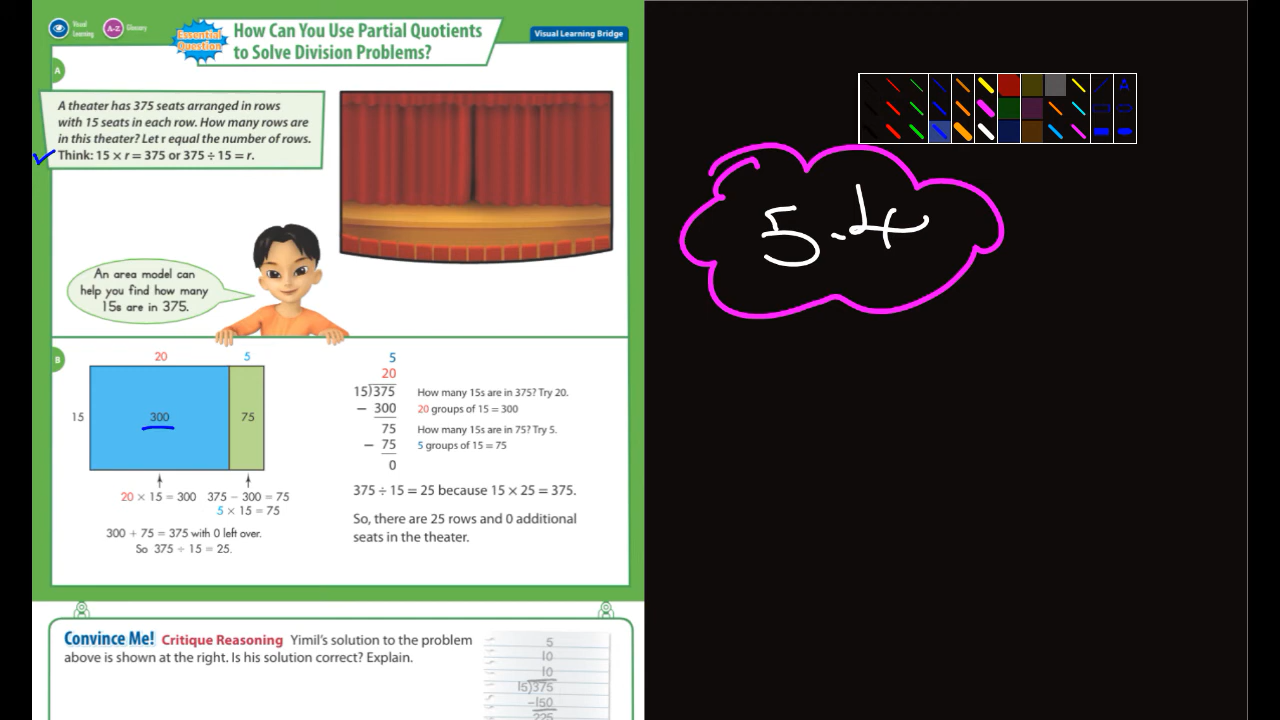 Visual
Learning
A-Z
Glossary
Essential
Question
How Can You Use Partial Quotients
to Solve Division Problems?
Visual Learning Bridge
A
A theater has 375 seats arranged in rows
with 15 seats in each row. How many rows are
in this theater? Let r equal the number of rows.
Think: 15 × r = 375 or 375 ÷ 15 = r.
An area model can
help you find how many
15s are in 375.
5.4
A
B
20 5
15 300 75
20 × 15 = 300
375 − 300 = 75
5 × 15 = 75
300 + 75 = 375 with 0 left over.
So 375 ÷ 15 = 25.
5
20
15)375 How many 15s are in 375? Try 20.
− 300 20 groups of 15 = 300
75 How many 15s are in 75? Try 5.
− 75 5 groups of 15 = 75
0
375 ÷ 15 = 25 because 15 × 25 = 375.
So, there are 25 rows and 0 additional
seats in the theater.
Convince Me! Critique Reasoning Yimil’s solution to the problem
above is shown at the right. Is his solution correct? Explain.
5
10
10
15)375
−150
225